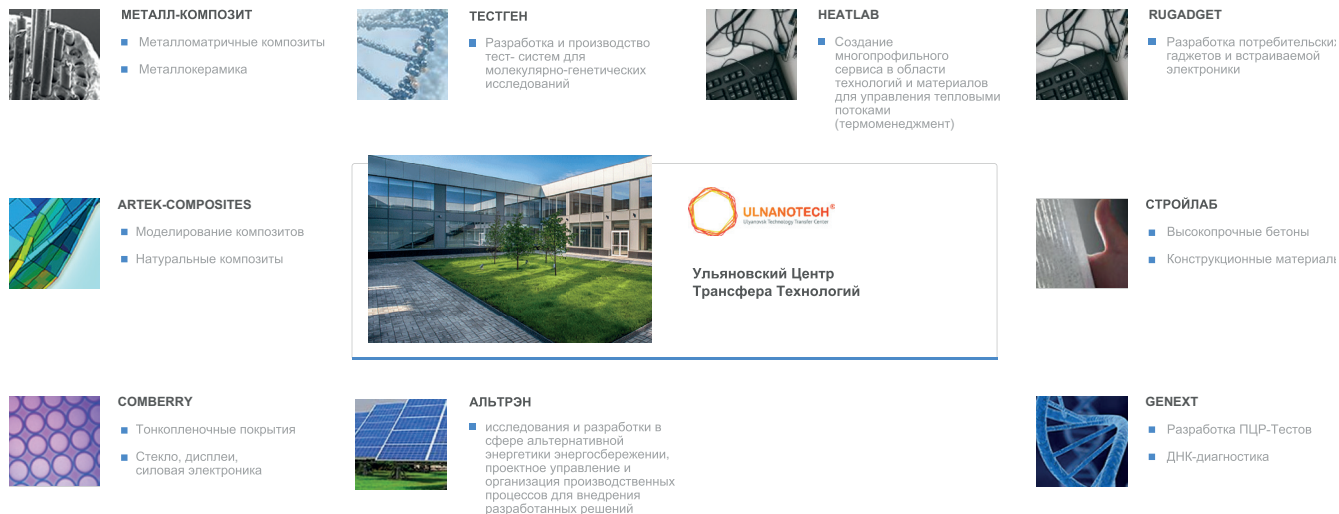 МЕТАЛЛ-КОМПОЗИТ
Металломатричные композиты
Металлокерамика
ТЕСТГЕН
Разработка и производство
тест- систем для
молекулярно-генетических
исследований
HEATLAB
Создание
многопрофильного
сервиса в области
технологий и материалов
для управления тепловыми
потоками
(термоменеджмент)
RUGADGET
Разработка потребительских
гаджетов и встраиваемой
электроники
ARTEK-COMPOSITES
Моделирование композитов
Натуральные композиты
ULNANOTECH®
Ulyanovsk Technology Transfer Center
Ульяновский Центр
Трансфера Технологий
СТРОЙЛАБ
Высокопрочные бетоны
Конструкционные материалы
COMBERRY
Тонкопленочные покрытия
Стекло, дисплеи,
силовая электроника
АЛЬТРЭН
исследования и разработки в
сфере альтернативной
энергетики энергосбережении,
проектное управление и
организация производственных
процессов для внедрения
разработанных решений
GENEXT
Разработка ПЦР-Тестов
ДНК-диагностика